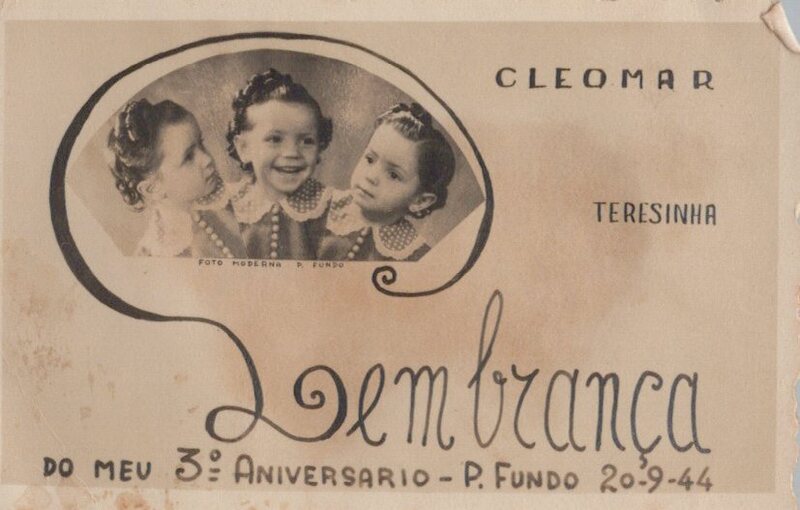 CLEOMAR
TERESINHA
FOTO MODERNA P. FUNDO
Lembrança
DO MEU 3º ANIVERSARIO - P. FUNDO 20-9-44